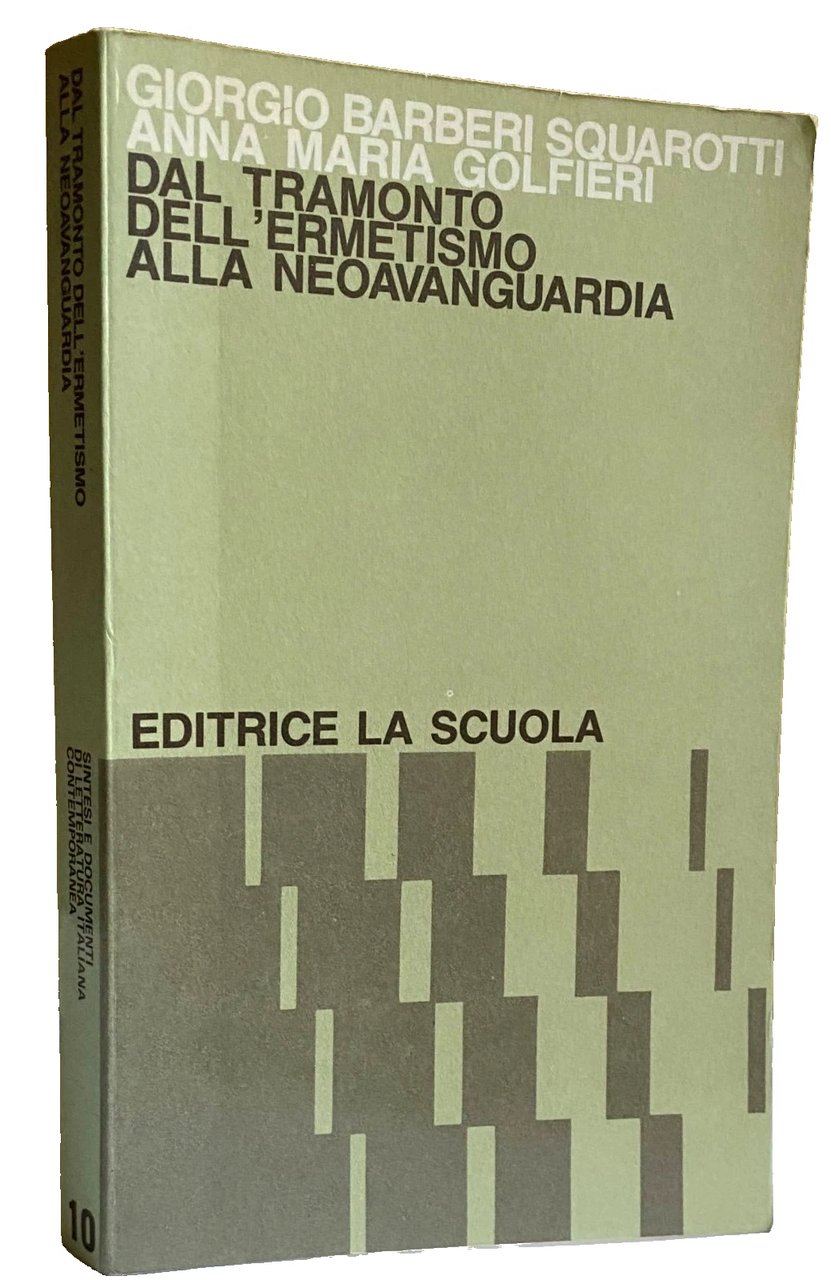 GIORGIO BARBERI SQUAROTTI
ANNA MARIA GOLFIERI
DAL TRAMONTO
DELL'ERMETISMO
ALLA NEOAVANGUARDIA
EDITRICE LA SCUOLA
DAL TRAMONTO DELL'ERMETISMO
ALLA NEOAVANGUARDIA
SINTESI E DOCUMENTI
DI LETTERATURA ITALIANA
CONTEMPORANEA
10